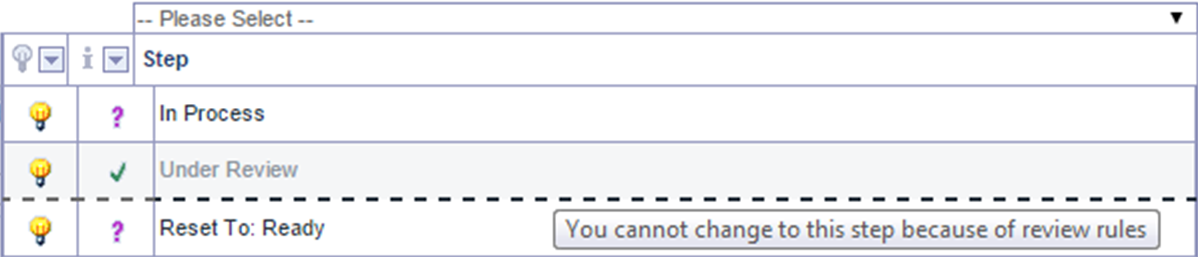 -- Please Select --
Step
In Process
Under Review
Reset To: Ready
You cannot change to this step because of review rules